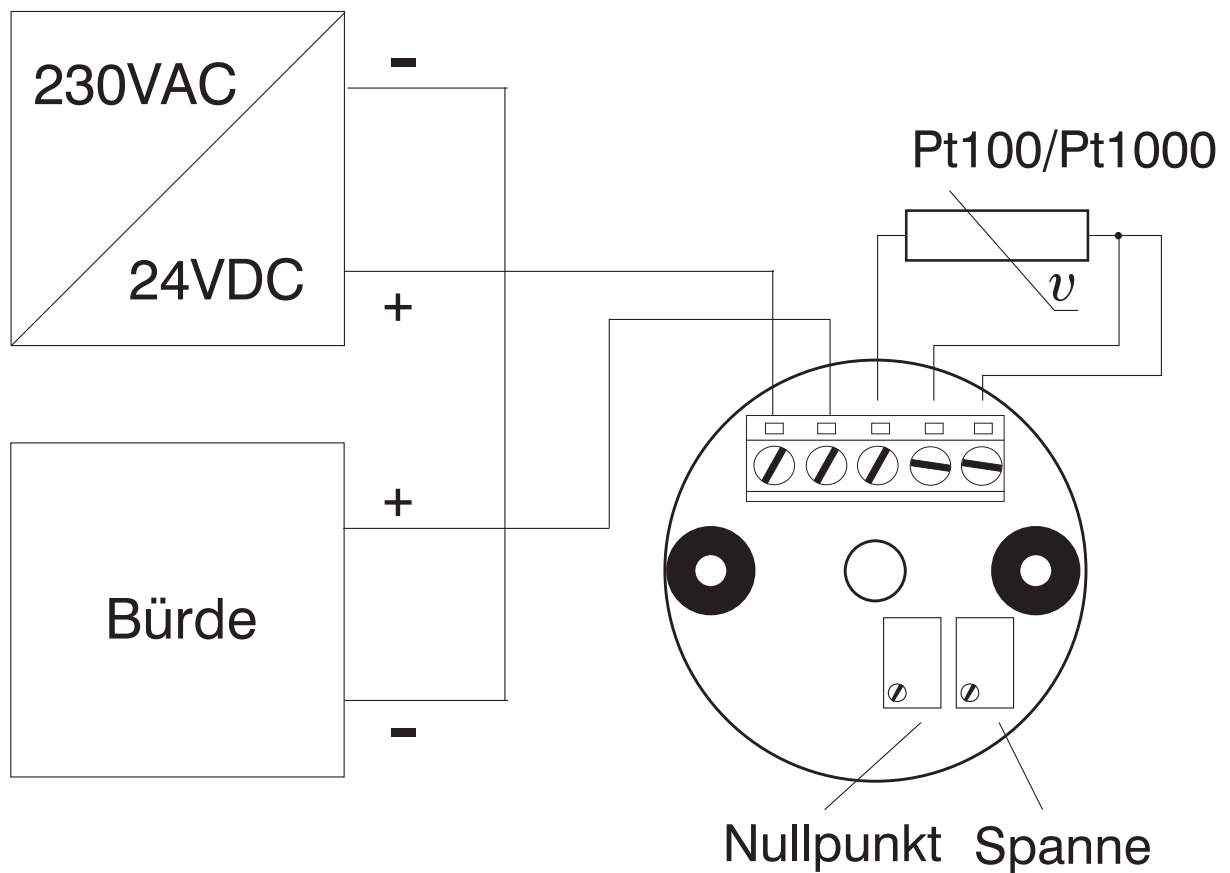 230VAC
-
24VDC
+
Pt100/Pt1000
υ
+
Bürde
-
Nullpunkt
Spanne